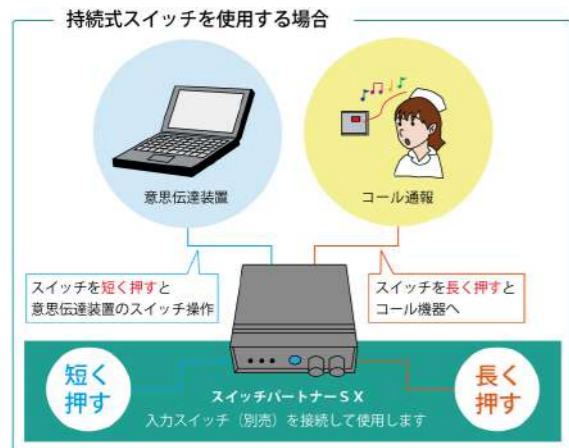 持続式スイッチを使用する場合
意思伝達装置
コール通報
スイッチを短く押すと
意思伝達装置のスイッチ操作
スイッチを長く押すと
コール機器へ
短く
押す
長く
押す
スイッチパートナーSX
入力スイッチ（別売）を接続して使用します